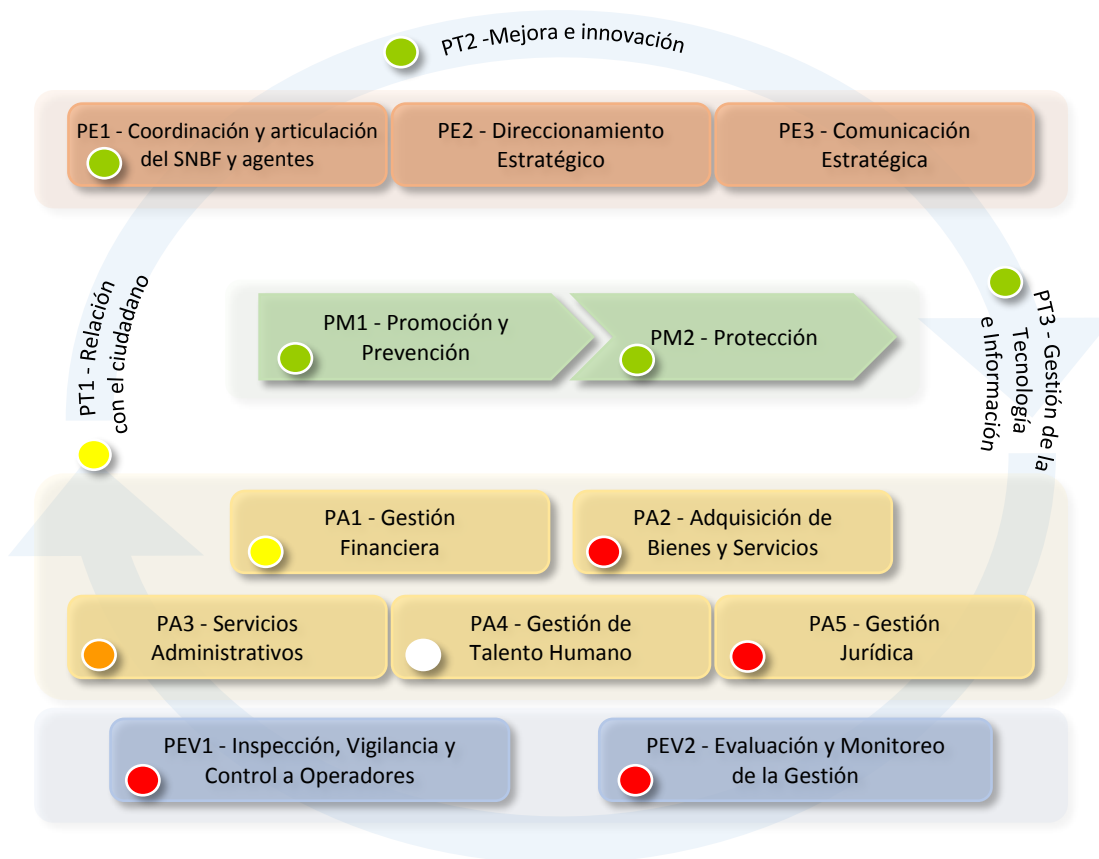 PT2 -Mejora e innovación
PE1 - Coordinación y articulación
del SNBF y agentes
PE2 - Direccionamiento
Estratégico
PE3 - Comunicación
Estratégica
PT1 - Relación
con el ciudadano
PM1 - Promoción y
Prevención
PM2 - Protección
PT3 - Gestión de la
Tecnología
e Información
PA1 - Gestión
Financiera
PA2 - Adquisición de
Bienes y Servicios
PA3 - Servicios
Administrativos
PA4 - Gestión de
Talento Humano
PA5 - Gestión
Jurídica
PEV1 - Inspección, Vigilancia y
Control a Operadores
PEV2 - Evaluación y Monitoreo
de la Gestión